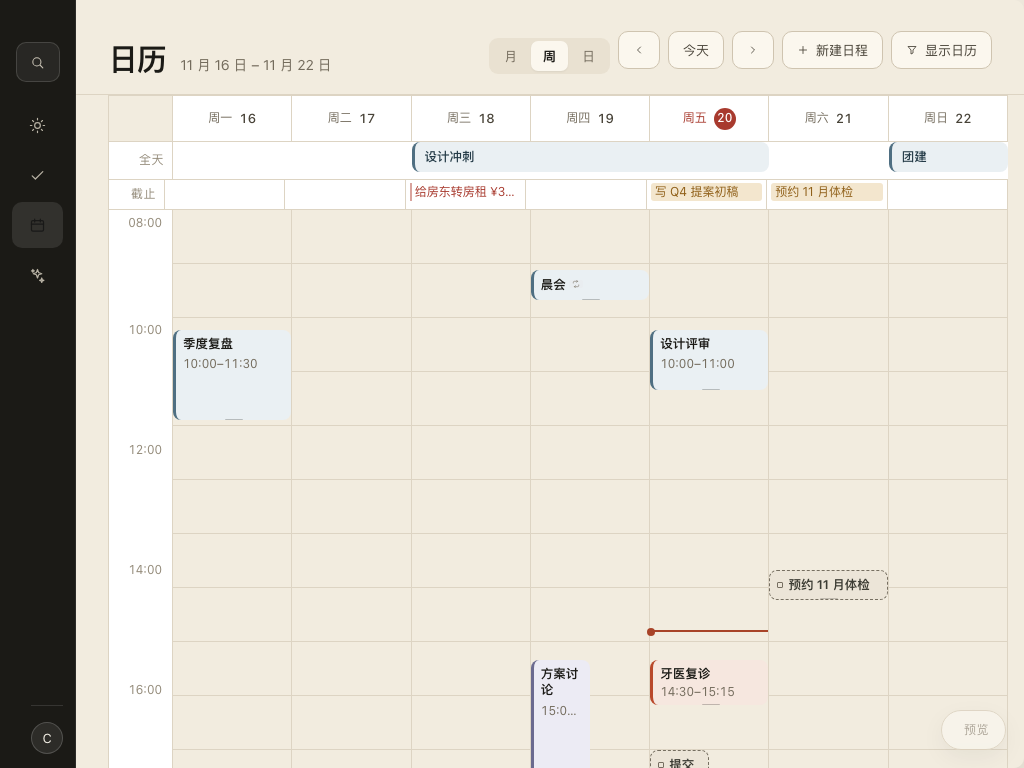 日历
11 月 16 日 – 11 月 22 日
月
周
日
今天
新建日程
显示日历
周一 16
周二 17
周三 18
周四 19
周五 20
周六 21
周日 22
全天
设计冲刺
团建
截止
给房东转房租 ¥3…
写 Q4 提案初稿
预约 11 月体检
08:00
晨会
10:00
季度复盘
10:00–11:30
设计评审
10:00–11:00
12:00
14:00
预约 11 月体检
16:00
方案讨
论
15:0…
牙医复诊
14:30–15:15
提交
预览
C